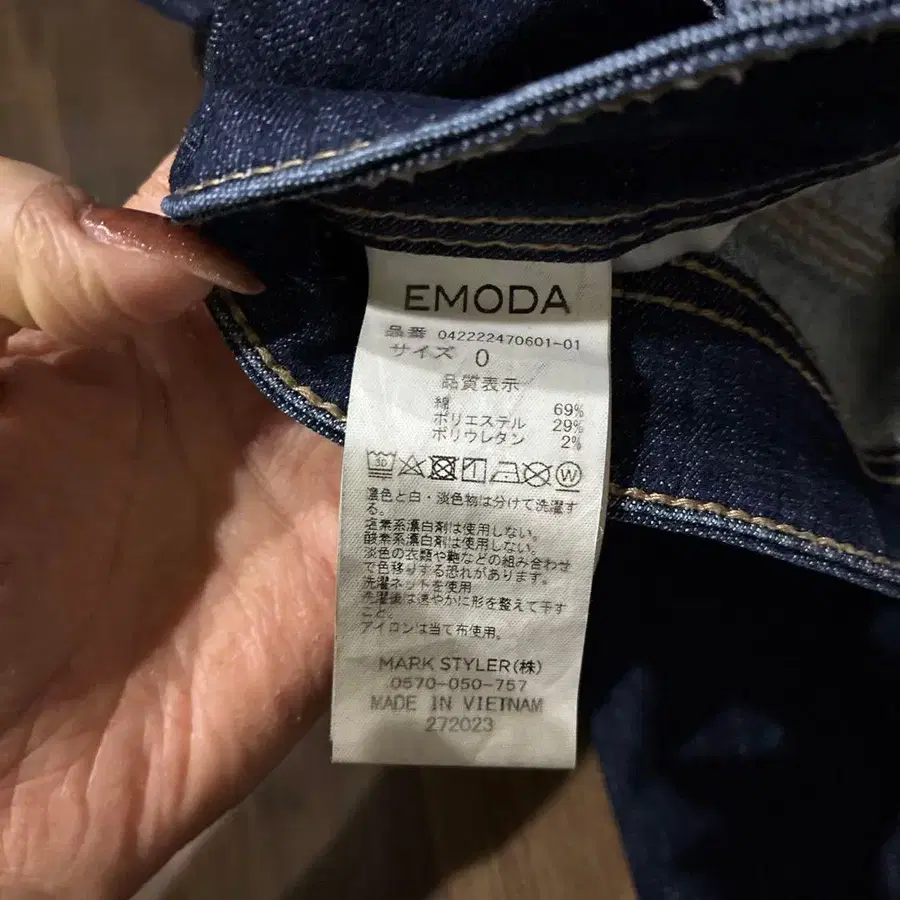 EMODA
品番 042222470601-01
サイズ 0
品質表示
綿 69%
ポリエステル 29%
ポリウレタン 2%
30 W
濃色と白・淡色物は分けて洗濯す
る。
塩素系漂白剤は使用しない。
酸素系漂白剤は使用しない。
淡色の衣類や鞄などの組み合わせ
で色移りする恐れがあります。
洗濯ネットを使用
洗濯後は速やかに形を整えて干す
こと。
アイロンは当て布使用。
MARK STYLER(株)
0570-050-757
MADE IN VIETNAM
272023